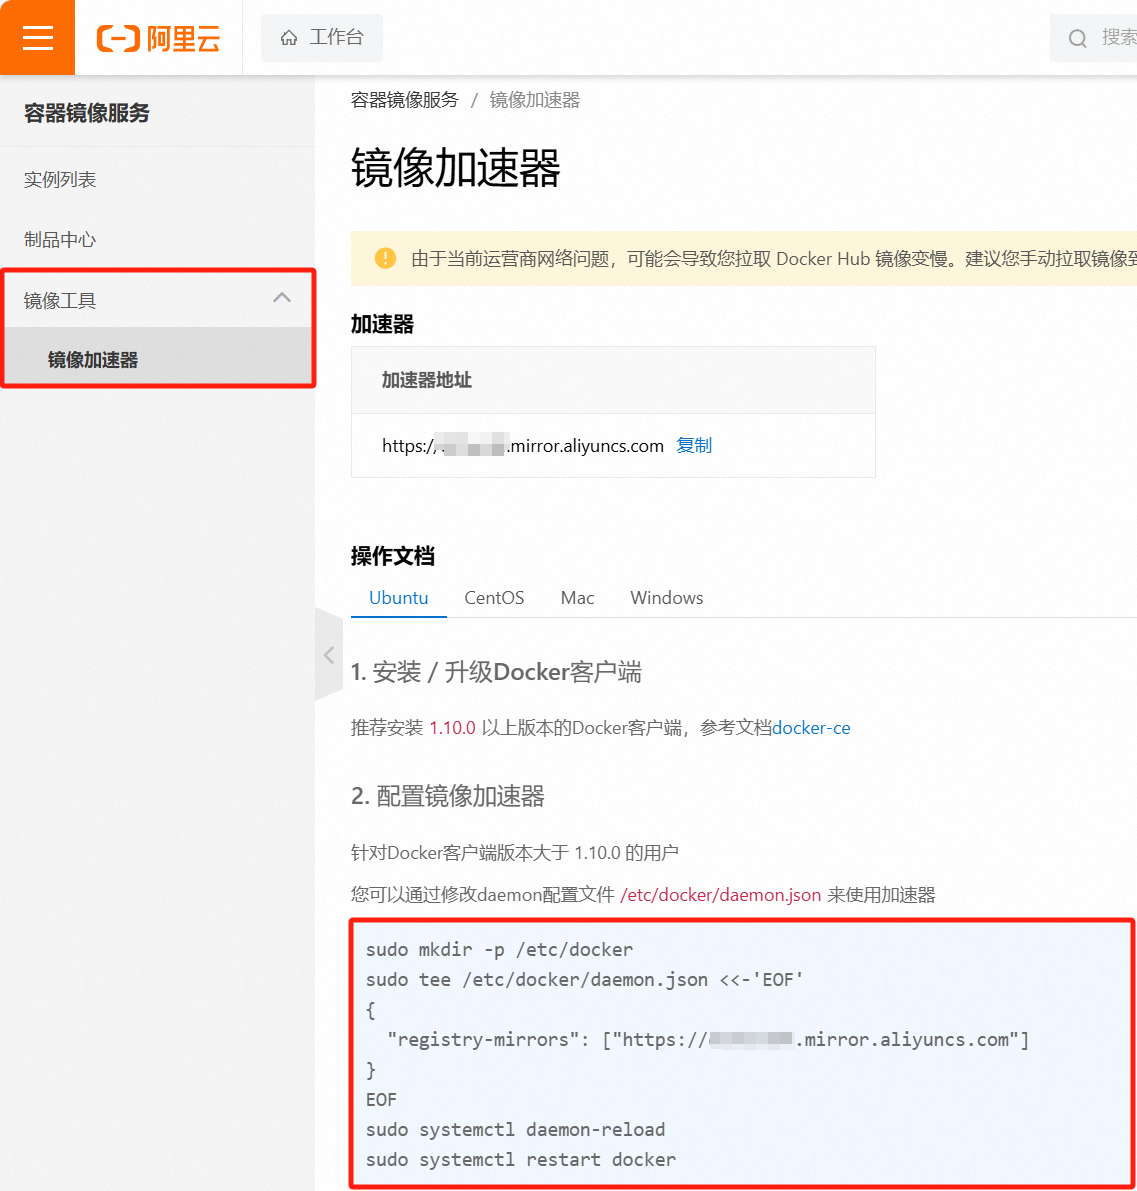 阿里云
工作台
搜索
容器镜像服务
实例列表
制品中心
镜像工具
镜像加速器
容器镜像服务 / 镜像加速器
镜像加速器
由于当前运营商网络问题，可能会导致您拉取 Docker Hub 镜像变慢。建议您手动拉取镜像到
加速器
加速器地址
https:/ .mirror.aliyuncs.com 复制
操作文档
Ubuntu CentOS Mac Windows
1. 安装 / 升级Docker客户端
推荐安装 1.10.0 以上版本的Docker客户端，参考文档docker-ce
2. 配置镜像加速器
针对Docker客户端版本大于 1.10.0 的用户
您可以通过修改daemon配置文件 /etc/docker/daemon.json 来使用加速器
sudo mkdir -p /etc/docker
sudo tee /etc/docker/daemon.json <<-'EOF'
{
"registry-mirrors": ["https:// .mirror.aliyuncs.com"]
}
EOF
sudo systemctl daemon-reload
sudo systemctl restart docker